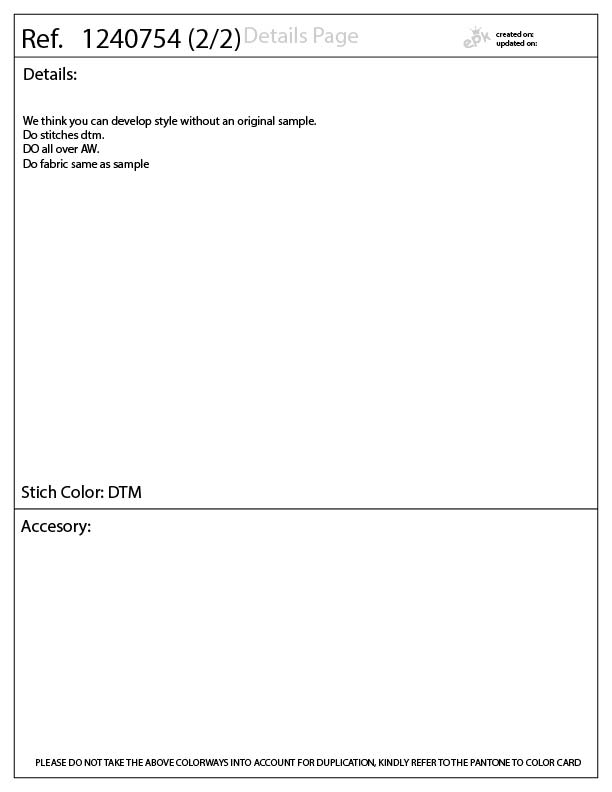 Ref. 1240754 (2/2) Details Page
epk
created on:
updated on:
Details:
We think you can develop style without an original sample.
Do stitches dtm.
DO all over AW.
Do fabric same as sample
Stich Color: DTM
Accesory:
PLEASE DO NOT TAKE THE ABOVE COLORWAYS INTO ACCOUNT FOR DUPLICATION, KINDLY REFER TO THE PANTONE TO COLOR CARD